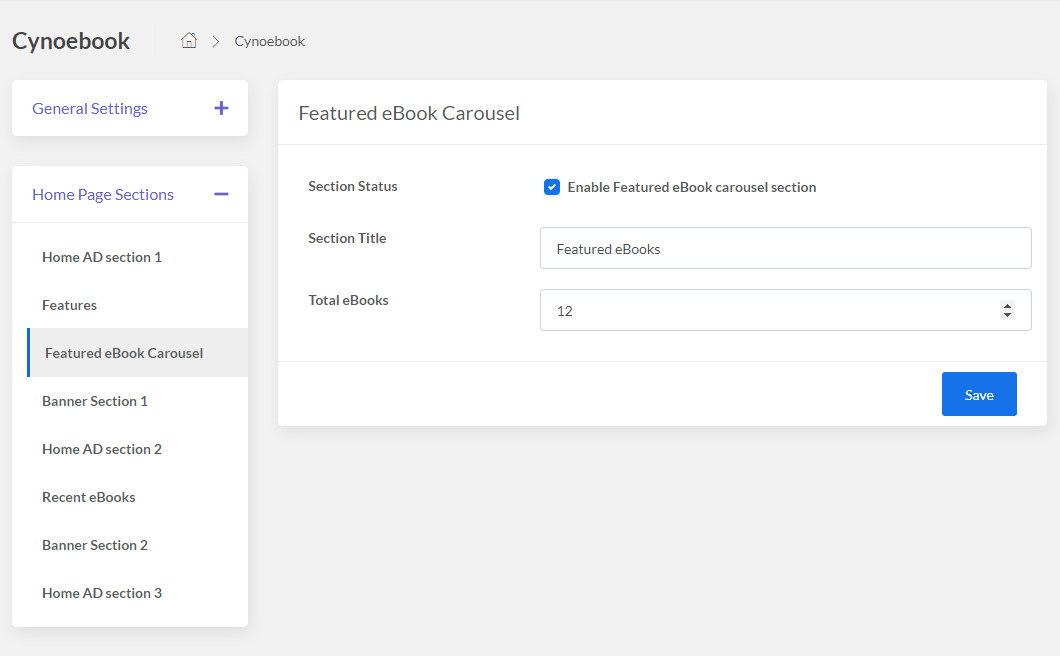 Cynoebook
Cynoebook
General Settings
Home Page Sections
Home AD section 1
Features
Featured eBook Carousel
Banner Section 1
Home AD section 2
Recent eBooks
Banner Section 2
Home AD section 3
Featured eBook Carousel
Section Status
Enable Featured eBook carousel section
Section Title
Featured eBooks
Total eBooks
12
Save